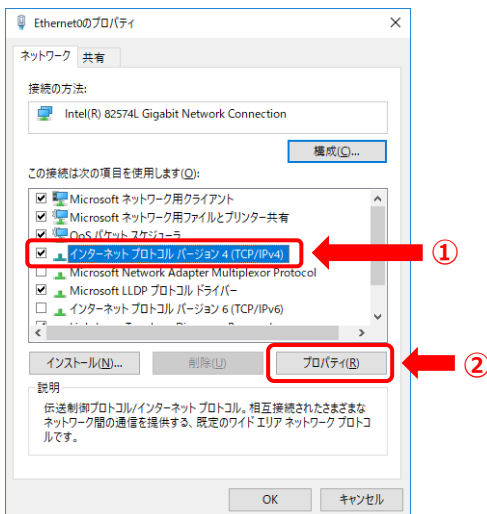 Ethernet0のプロパティ
ネットワーク 共有
接続の方法:
Intel(R) 82574L Gigabit Network Connection
構成(C)...
この接続は次の項目を使用します(O):
Microsoft ネットワーク用クライアント
Microsoft ネットワーク用ファイルとプリンター共有
QoS パケット スケジューラ
インターネット プロトコル バージョン 4 (TCP/IPv4)
①
Microsoft Network Adapter Multiplexor Protocol
Microsoft LLDP プロトコル ドライバー
インターネット プロトコル バージョン 6 (TCP/IPv6)
インストール(N)... 削除(U) プロパティ(R)
②
説明
伝送制御プロトコル/インターネット プロトコル。相互接続されたさまざまな
ネットワーク間の通信を提供する、既定のワイド エリア ネットワーク プロトコ
ルです。
OK キャンセル